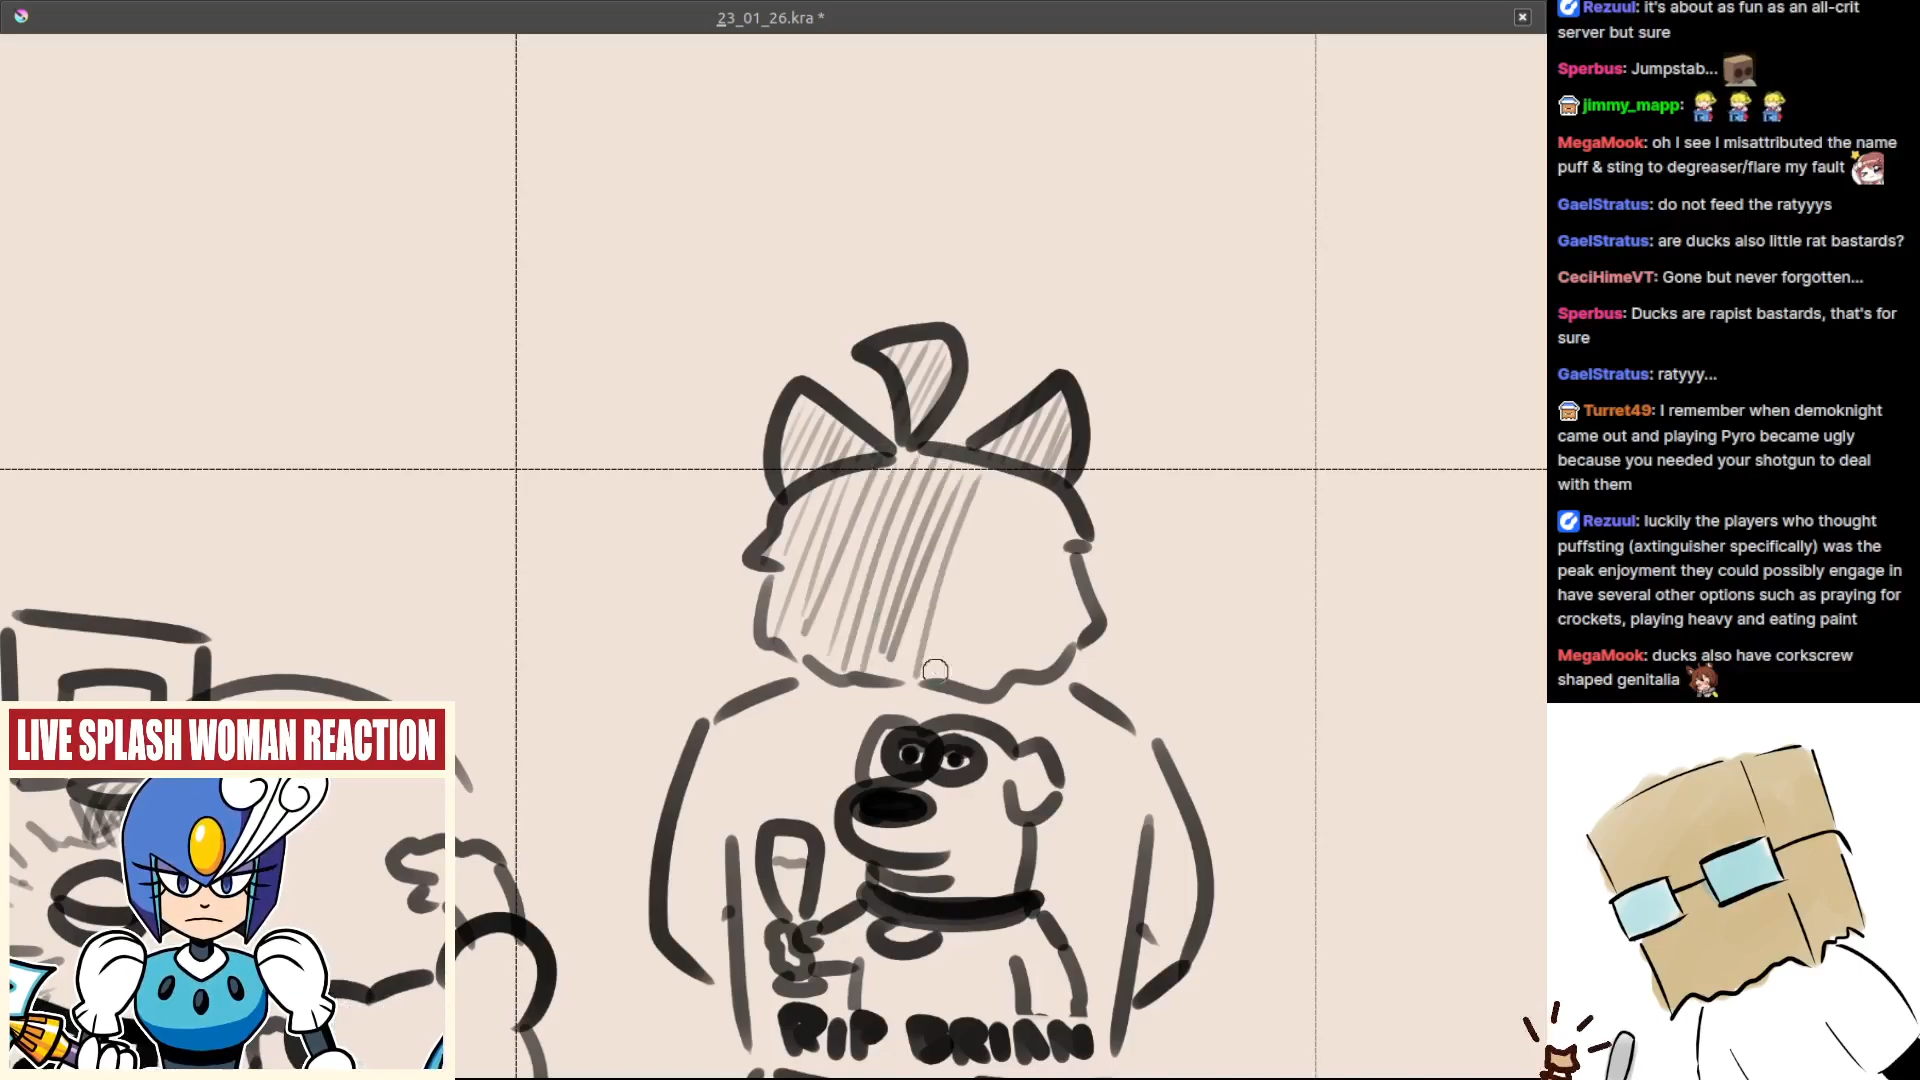 23_01_26.kra *
Rezuul: it's about as fun as an all-crit
server but sure
Sperbus: Jumpstab...
jimmy_mapp:
MegaMook: oh I see I misattributed the name
puff & sting to degreaser/flare my fault
GaelStratus: do not feed the ratyyys
GaelStratus: are ducks also little rat bastards?
CeciHimeVT: Gone but never forgotten...
Sperbus: Ducks are rapist bastards, that's for
sure
GaelStratus: ratyyy...
Turret49: I remember when demoknight
came out and playing Pyro became ugly
because you needed your shotgun to deal
with them
Rezuul: luckily the players who thought
puffsting (axtinguisher specifically) was the
peak enjoyment they could possibly engage in
have several other options such as praying for
crockets, playing heavy and eating paint
MegaMook: ducks also have corkscrew
shaped genitalia
LIVE SPLASH WOMAN REACTION
RIP BRIAN